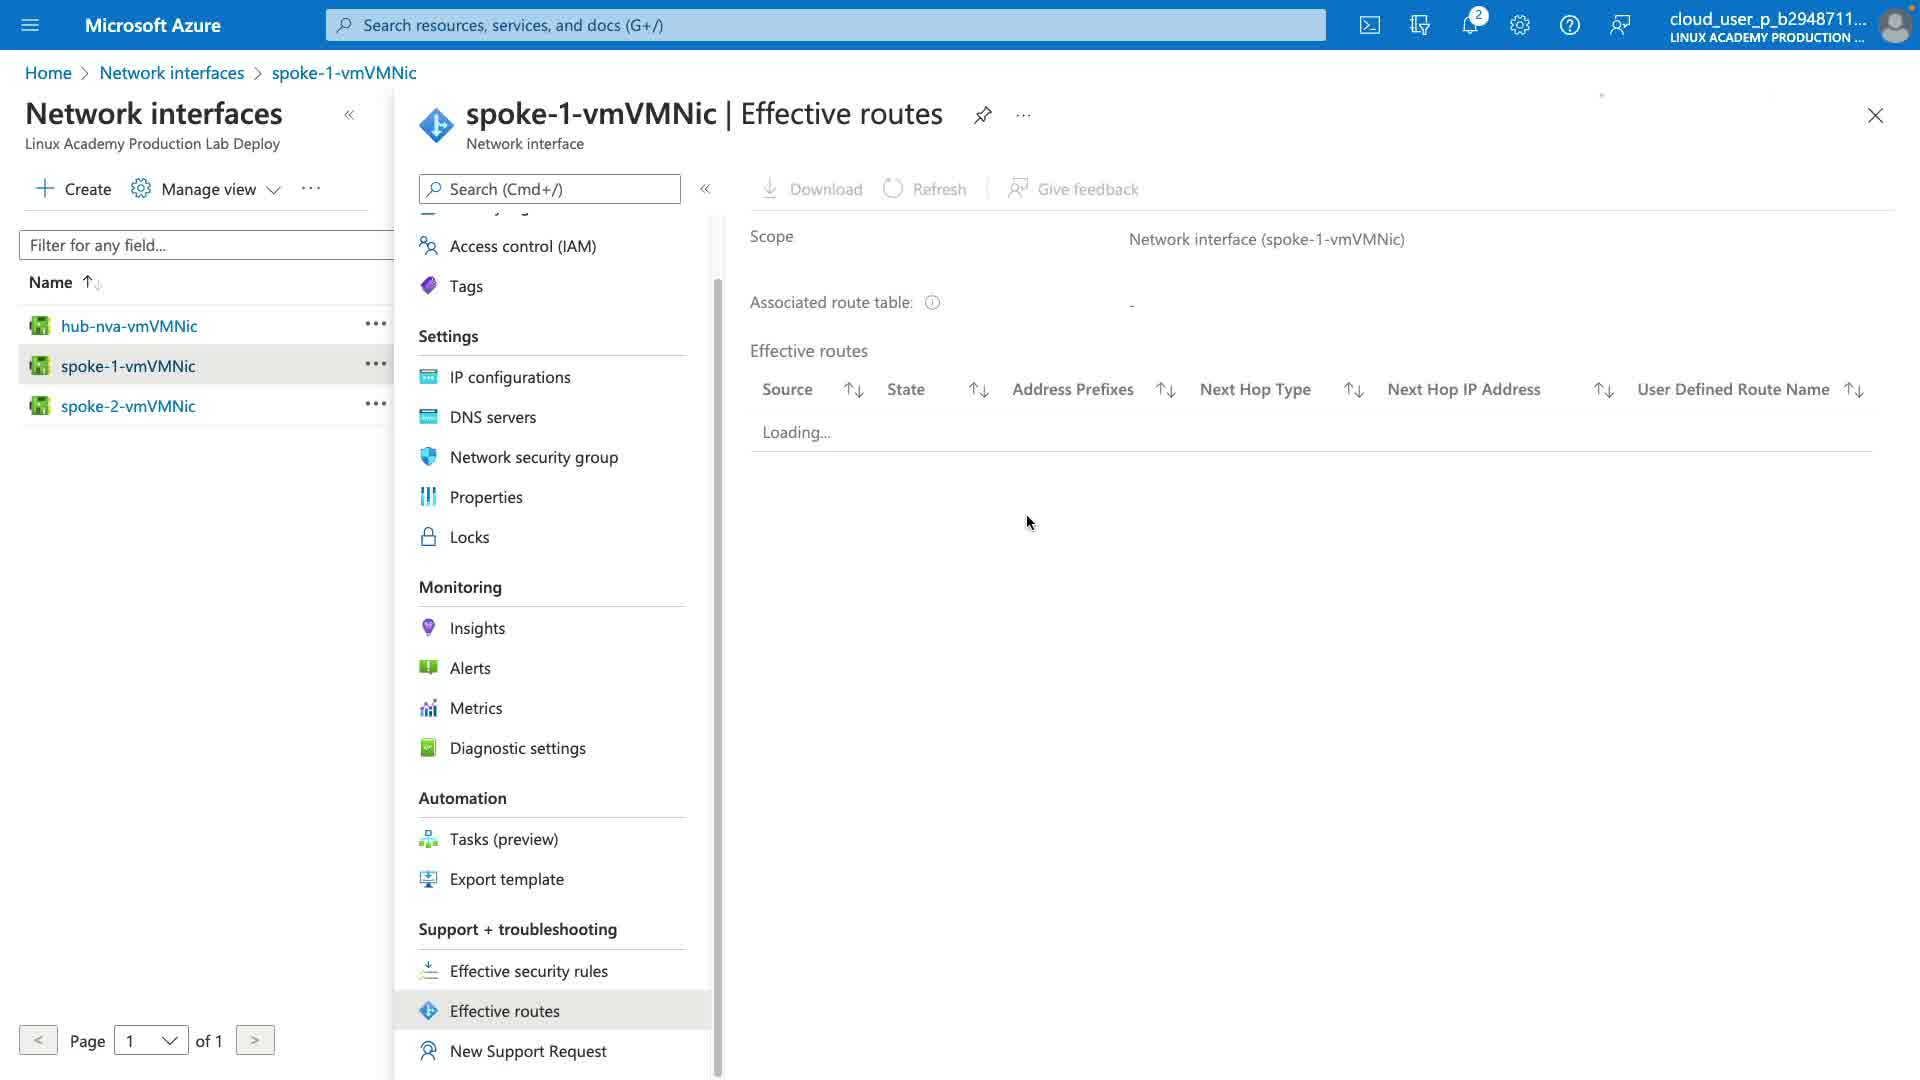 Microsoft Azure
Search resources, services, and docs (G+/)
2
cloud_user_p_b2948711...
LINUX ACADEMY PRODUCTION ...
Home > Network interfaces > spoke-1-vmVMNic
Network interfaces
Linux Academy Production Lab Deploy
Create
Manage view
...
Filter for any field...
Name
hub-nva-vmVMNic
spoke-1-vmVMNic
spoke-2-vmVMNic
< Page 1 of 1 >
spoke-1-vmVMNic | Effective routes
...
Network interface
Search (Cmd+/)
Access control (IAM)
Tags
Settings
IP configurations
DNS servers
Network security group
Properties
Locks
Monitoring
Insights
Alerts
Metrics
Diagnostic settings
Automation
Tasks (preview)
Export template
Support + troubleshooting
Effective security rules
Effective routes
New Support Request
Download Refresh Give feedback
Scope Network interface (spoke-1-vmVMNic)
Associated route table: -
Effective routes
Source State Address Prefixes Next Hop Type Next Hop IP Address User Defined Route Name
Loading...